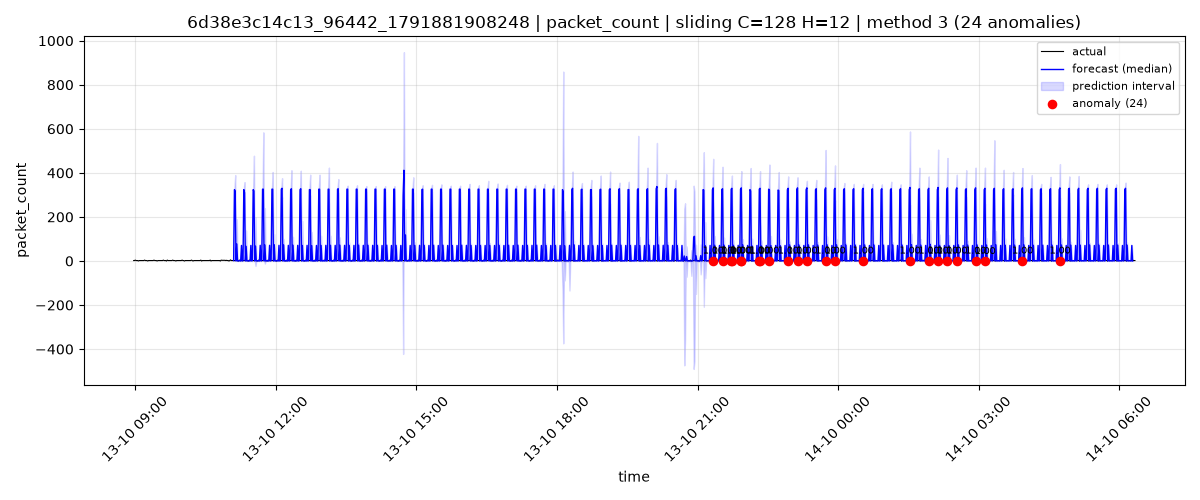 6d38e3c14c13_96442_1791881908248 | packet_count | sliding C=128 H=12 | method 3 (24 anomalies)
actual
forecast (median)
prediction interval
anomaly (24)
packet_count
1000
800
600
400
200
0
−200
−400
13-10 09:00
13-10 12:00
13-10 15:00
13-10 18:00
13-10 21:00
14-10 00:00
14-10 03:00
14-10 06:00
time